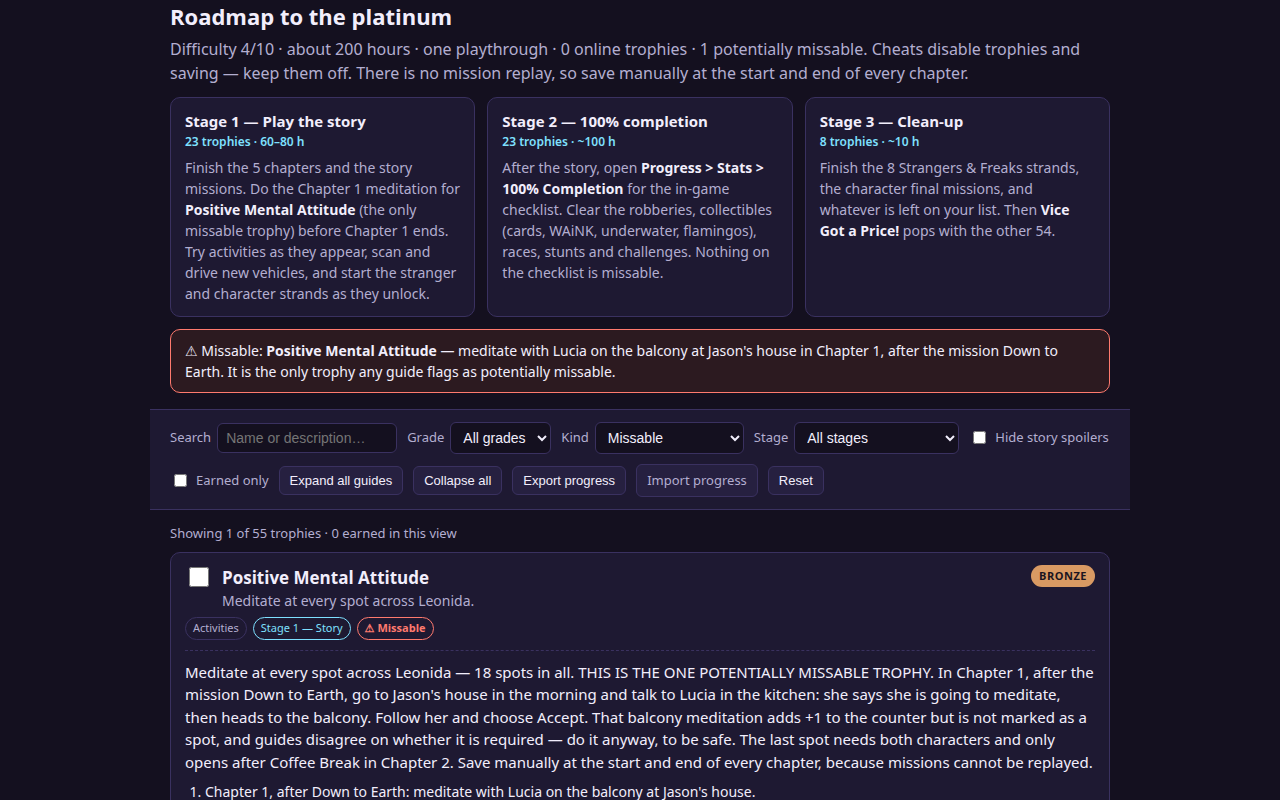 Roadmap to the platinum
Difficulty 4/10 · about 200 hours · one playthrough · 0 online trophies · 1 potentially missable. Cheats disable trophies and
saving — keep them off. There is no mission replay, so save manually at the start and end of every chapter.
Stage 1 — Play the story
23 trophies · 60–80 h
Finish the 5 chapters and the story
missions. Do the Chapter 1 meditation for
Positive Mental Attitude (the only
missable trophy) before Chapter 1 ends.
Try activities as they appear, scan and
drive new vehicles, and start the stranger
and character strands as they unlock.
Stage 2 — 100% completion
23 trophies · ~100 h
After the story, open Progress > Stats >
100% Completion for the in-game
checklist. Clear the robberies, collectibles
(cards, WAiNK, underwater, flamingos),
races, stunts and challenges. Nothing on
the checklist is missable.
Stage 3 — Clean-up
8 trophies · ~10 h
Finish the 8 Strangers & Freaks strands,
the character final missions, and
whatever is left on your list. Then Vice
Got a Price! pops with the other 54.
⚠ Missable: Positive Mental Attitude — meditate with Lucia on the balcony at Jason's house in Chapter 1, after the mission Down to
Earth. It is the only trophy any guide flags as potentially missable.
Search Name or description… Grade All grades Kind Missable Stage All stages Hide story spoilers
Earned only Expand all guides Collapse all Export progress Import progress Reset
Showing 1 of 55 trophies · 0 earned in this view
Positive Mental Attitude BRONZE
Meditate at every spot across Leonida.
Activities Stage 1 — Story ⚠ Missable
Meditate at every spot across Leonida — 18 spots in all. THIS IS THE ONE POTENTIALLY MISSABLE TROPHY. In Chapter 1, after the
mission Down to Earth, go to Jason's house in the morning and talk to Lucia in the kitchen: she says she is going to meditate,
then heads to the balcony. Follow her and choose Accept. That balcony meditation adds +1 to the counter but is not marked as a
spot, and guides disagree on whether it is required — do it anyway, to be safe. The last spot needs both characters and only
opens after Coffee Break in Chapter 2. Save manually at the start and end of every chapter, because missions cannot be replayed.
1. Chapter 1, after Down to Earth: meditate with Lucia on the balcony at Jason's house.